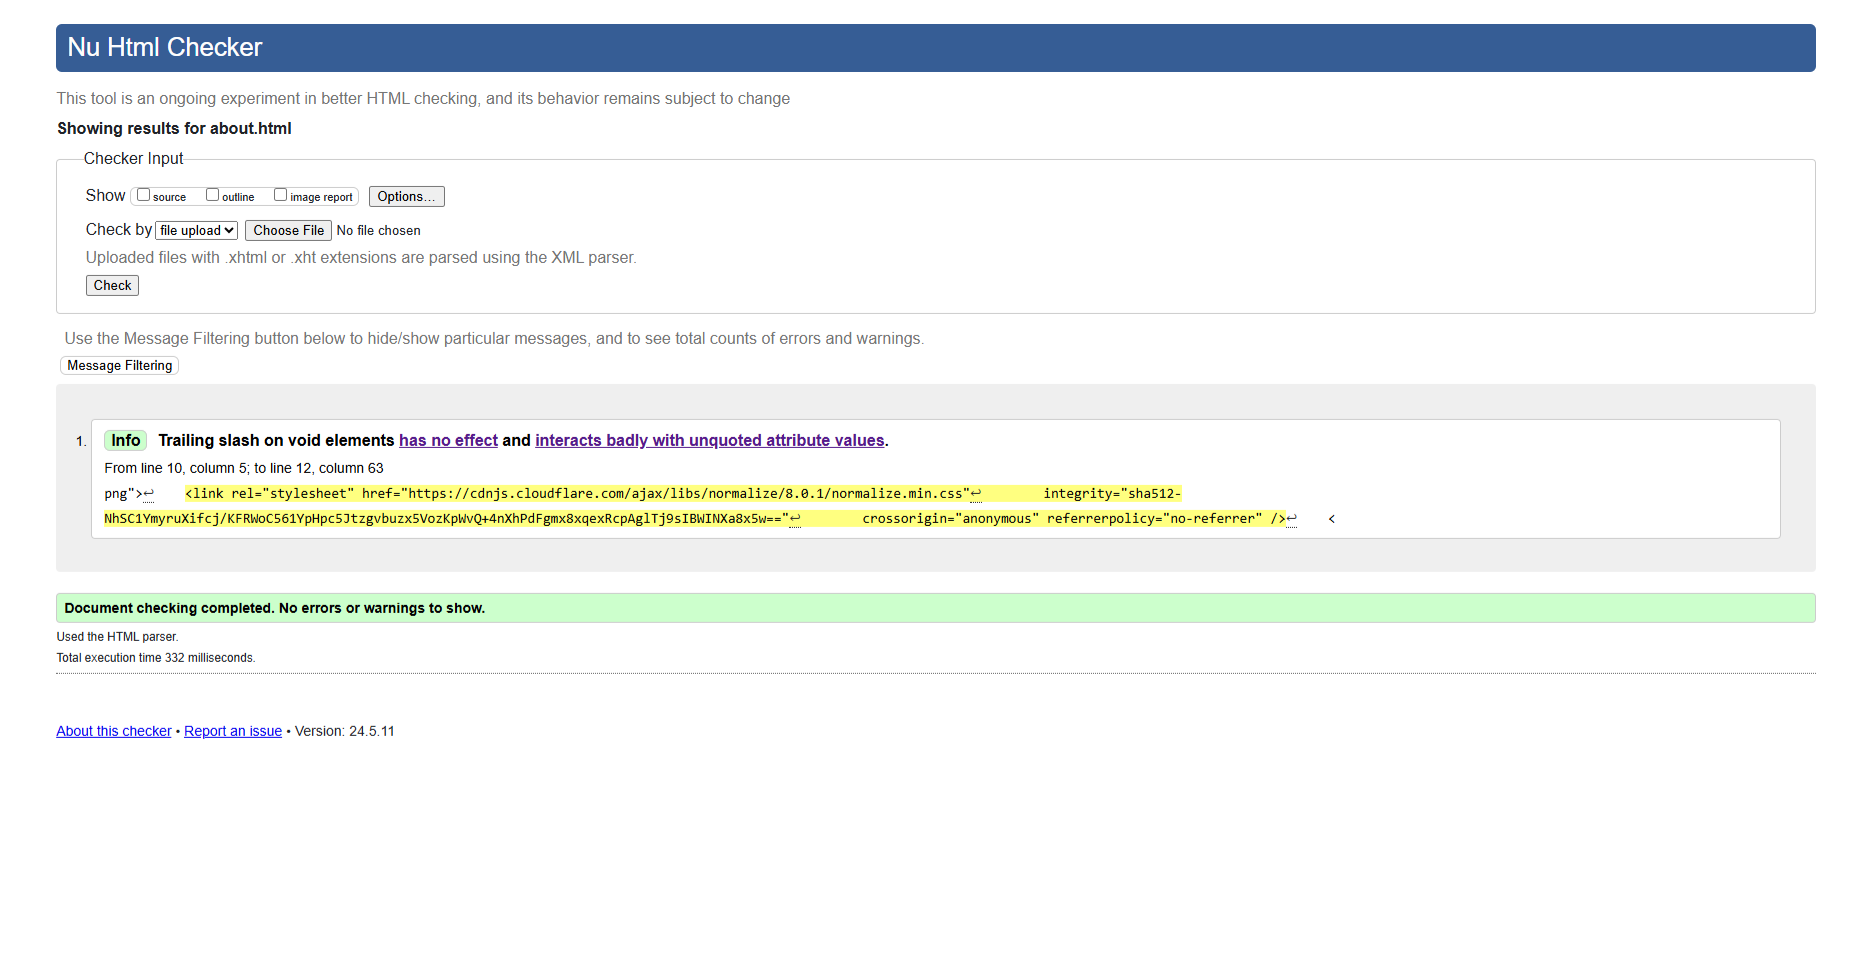 Nu Html Checker
This tool is an ongoing experiment in better HTML checking, and its behavior remains subject to change
Showing results for about.html
Checker Input
Show source outline image report Options...
Check by file upload Choose File No file chosen
Uploaded files with .xhtml or .xht extensions are parsed using the XML parser.
Check
Use the Message Filtering button below to hide/show particular messages, and to see total counts of errors and warnings.
Message Filtering
1. Info Trailing slash on void elements has no effect and interacts badly with unquoted attribute values.
From line 10, column 5; to line 12, column 63
png">↩ <link rel="stylesheet" href="https://cdnjs.cloudflare.com/ajax/libs/normalize/8.0.1/normalize.min.css"↩ integrity="sha512-
NhSC1YmyruXifcj/KFRWoC561YpHpc5Jtzgvbuzx5VozKpWvQ+4nXhPdFgmx8xqexRcpAglTj9sIBWINXa8x5w=="↩ crossorigin="anonymous" referrerpolicy="no-referrer" />↩ <
Document checking completed. No errors or warnings to show.
Used the HTML parser.
Total execution time 332 milliseconds.
About this checker • Report an issue • Version: 24.5.11